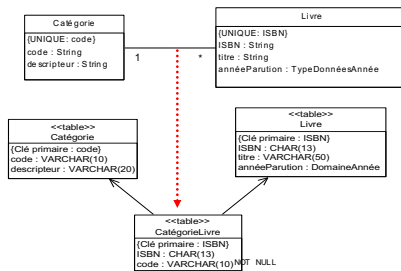 Catégorie
{UNIQUE: code}
code : String
descripteur : String
1
*
Livre
{UNIQUE: ISBN}
ISBN : String
titre : String
annéeParution : TypeDonnéesAnnée
<<table>>
Catégorie
{Clé primaire : code}
code : VARCHAR(10)
descripteur : VARCHAR(20)
<<table>>
Livre
{Clé primaire : ISBN}
ISBN : CHAR(13)
titre : VARCHAR(50)
annéeParution : DomaineAnnée
<<table>>
CatégorieLivre
{Clé primaire : ISBN}
ISBN : CHAR(13)
code : VARCHAR(10) NOT NULL